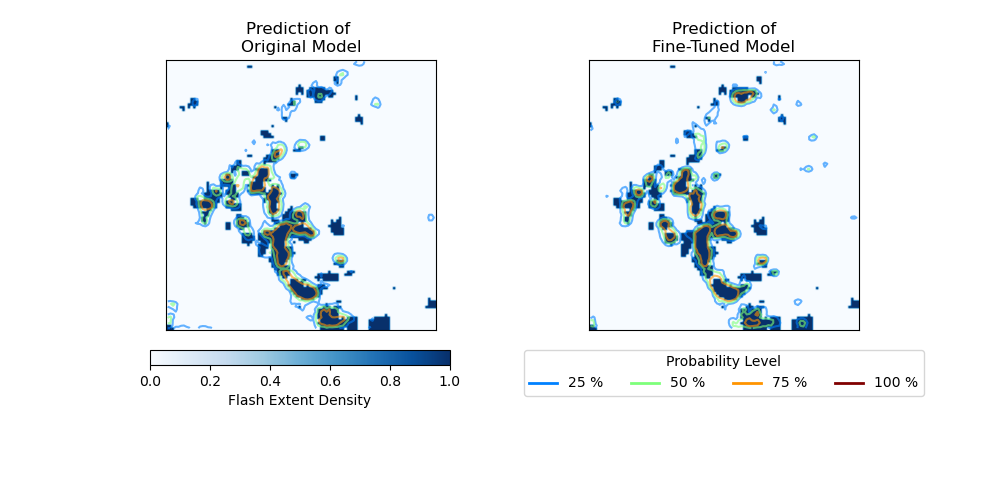 Prediction of
Original Model
Prediction of
Fine-Tuned Model
0.0 0.2 0.4 0.6 0.8 1.0
Flash Extent Density
Probability Level
25 % 50 % 75 % 100 %